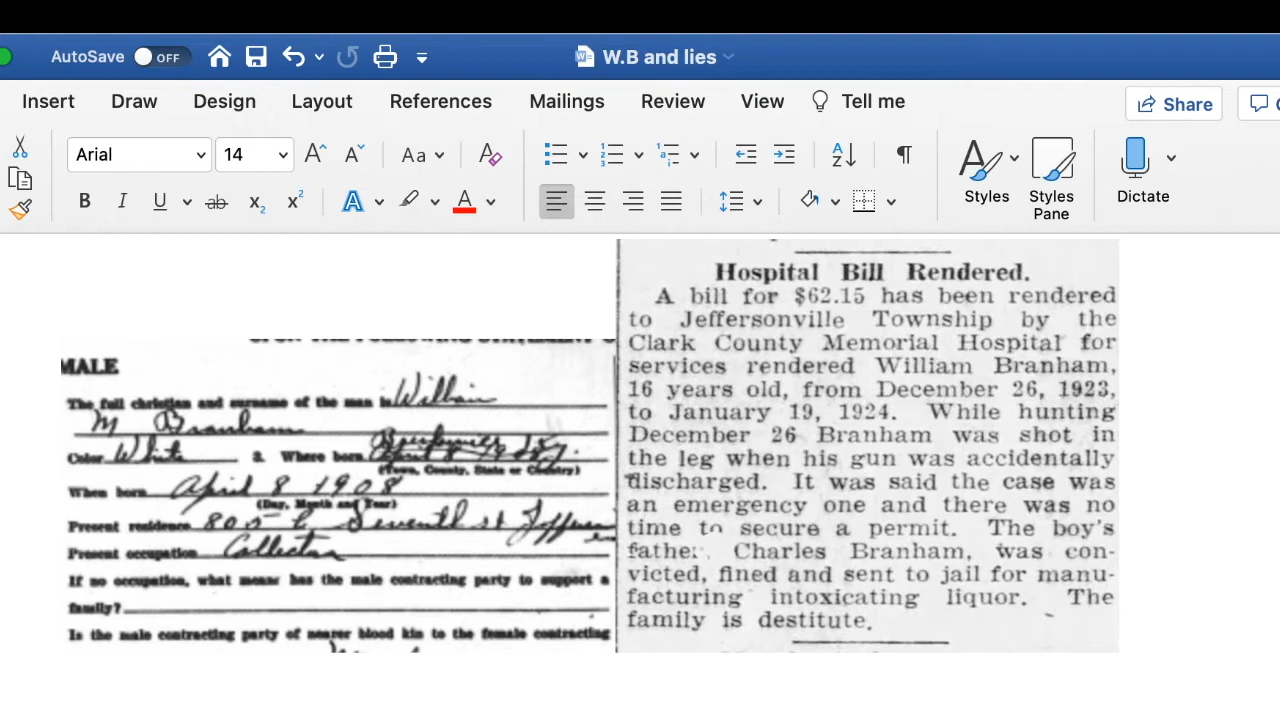 AutoSave OFF W.B and lies
Insert Draw Design Layout References Mailings Review View Tell me Share
Arial 14 Aa
B I U ab x2 x2 A A Styles Styles Pane Dictate
MALE
The full christian and surname of the man is William
M Branham
Color White 3. Where born
(Town, County, State or Country)
When born April 8 1908
(Day, Month and Year)
Present residence 805 E Seventh st
Present occupation Collector
If no occupation, what means has the male contracting party to support a
family?
Is the male contracting party of nearer blood kin to the female contracting
Hospital Bill Rendered.
A bill for $62.15 has been rendered
to Jeffersonville Township by the
Clark County Memorial Hospital for
services rendered William Branham,
16 years old, from December 26, 1923,
to January 19, 1924. While hunting
December 26 Branham was shot in
the leg when his gun was accidentally
discharged. It was said the case was
an emergency one and there was no
time to secure a permit. The boy's
father, Charles Branham, was con-
victed, fined and sent to jail for manu-
facturing intoxicating liquor. The
family is destitute.